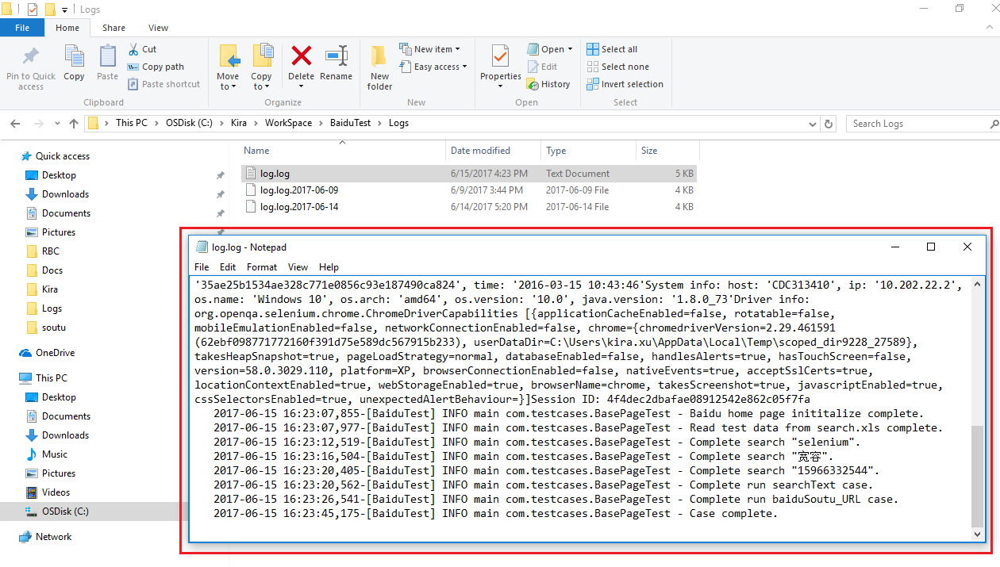 Logs
File Home Share View
Pin to Quick access
Copy
Paste
Cut
Copy path
Paste shortcut
Clipboard
Move to
Copy to
Delete
Rename
Organize
New folder
New item
Easy access
New
Properties
Open
Edit
History
Open
Select all
Select none
Invert selection
Select
This PC > OSDisk (C:) > Kira > WorkSpace > BaiduTest > Logs
Search Logs
Quick access
Desktop
Downloads
Documents
Pictures
RBC
Docs
Kira
Logs
soutu
OneDrive
This PC
Desktop
Documents
Downloads
Music
Pictures
Videos
OSDisk (C:)
Network
Name Date modified Type Size
log.log 6/15/2017 4:23 PM Text Document 5 KB
log.log.2017-06-09 6/9/2017 3:44 PM 2017-06-09 File 4 KB
log.log.2017-06-14 6/14/2017 5:20 PM 2017-06-14 File 4 KB
log.log - Notepad
File Edit Format View Help
'35ae25b1534ae328c771e0856c93e187490ca824', time: '2016-03-15 10:43:46'System info: host: 'CDC313410', ip: '10.202.22.2',
os.name: 'Windows 10', os.arch: 'amd64', os.version: '10.0', java.version: '1.8.0_73'Driver info:
org.openqa.selenium.chrome.ChromeDriverCapabilities [{applicationCacheEnabled=false, rotatable=false,
mobileEmulationEnabled=false, networkConnectionEnabled=false, chrome={chromedriverVersion=2.29.461591
(62ebf098771772160f391d75e589dc567915b233), userDataDir=C:\Users\kira.xu\AppData\Local\Temp\scoped_dir9228_27589},
takesHeapSnapshot=true, pageLoadStrategy=normal, databaseEnabled=false, handlesAlerts=true, hasTouchScreen=false,
version=58.0.3029.110, platform=XP, browserConnectionEnabled=false, nativeEvents=true, acceptSslCerts=true,
locationContextEnabled=true, webStorageEnabled=true, browserName=chrome, takesScreenshot=true, javascriptEnabled=true,
cssSelectorsEnabled=true, unexpectedAlertBehaviour=}]Session ID: 4f4dec2dbafae08912542e862c05f7fa
2017-06-15 16:23:07,855-[BaiduTest] INFO main com.testcases.BasePageTest - Baidu home page inititalize complete.
2017-06-15 16:23:07,977-[BaiduTest] INFO main com.testcases.BasePageTest - Read test data from search.xls complete.
2017-06-15 16:23:12,519-[BaiduTest] INFO main com.testcases.BasePageTest - Complete search "selenium".
2017-06-15 16:23:16,504-[BaiduTest] INFO main com.testcases.BasePageTest - Complete search "宽容".
2017-06-15 16:23:20,405-[BaiduTest] INFO main com.testcases.BasePageTest - Complete search "15966332544".
2017-06-15 16:23:20,562-[BaiduTest] INFO main com.testcases.BasePageTest - Complete run searchText case.
2017-06-15 16:23:26,541-[BaiduTest] INFO main com.testcases.BasePageTest - Complete run baiduSoutu_URL case.
2017-06-15 16:23:45,175-[BaiduTest] INFO main com.testcases.BasePageTest - Case complete.